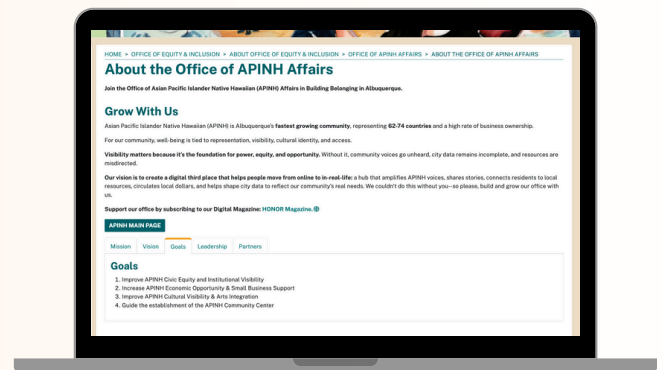 HOME > OFFICE OF EQUITY & INCLUSION > ABOUT OFFICE OF EQUITY & INCLUSION > OFFICE OF APINH AFFAIRS > ABOUT THE OFFICE OF APINH AFFAIRS
About the Office of APINH Affairs
Join the Office of Asian Pacific Islander Native Hawaiian (APINH) Affairs in Building Belonging in Albuquerque.
Grow With Us
Asian Pacific Islander Native Hawaiian (APINH) is Albuquerque's fastest growing community, representing 62-74 countries and a high rate of business ownership.
For our community, well-being is tied to representation, visibility, cultural identity, and access.
Visibility matters because it's the foundation for power, equity, and opportunity. Without it, community voices go unheard, city data remains incomplete, and resources are
misdirected.
Our vision is to create a digital third place that helps people move from online to in-real-life: a hub that amplifies APINH voices, shares stories, connects residents to local
resources, circulates local dollars, and helps shape city data to reflect our community's real needs. We couldn't do this without you--so please, build and grow our office with
us.
Support our office by subscribing to our Digital Magazine: HONOR Magazine.
APINH MAIN PAGE
Mission Vision Goals Leadership Partners
Goals
1. Improve APINH Civic Equity and Institutional Visibility
2. Increase APINH Economic Opportunity & Small Business Support
3. Improve APINH Cultural Visibility & Arts Integration
4. Guide the establishment of the APINH Community Center